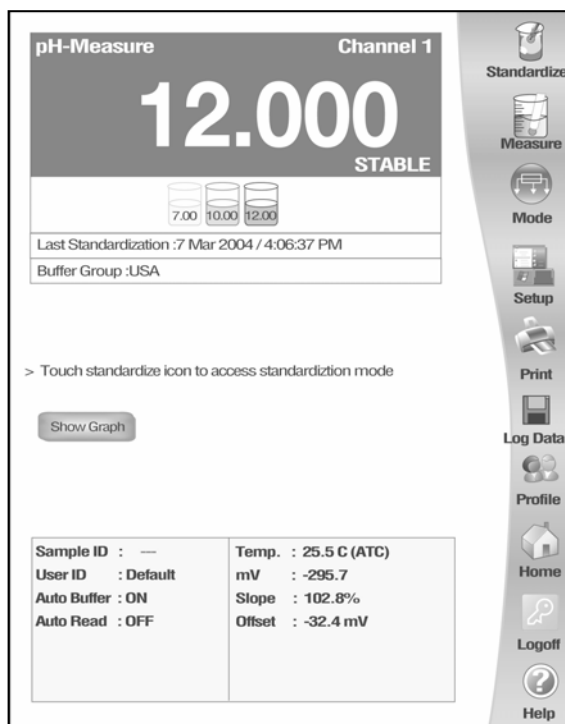 pH-Measure Channel 1
12.000
STABLE
7.00 10.00 12.00
Last Standardization :7 Mar 2004 / 4:06:37 PM
Buffer Group :USA
> Touch standardize icon to access standardiztion mode
Show Graph
Sample ID : ---
User ID : Default
Auto Buffer : ON
Auto Read : OFF
Temp. : 25.5 C (ATC)
mV : -295.7
Slope : 102.8%
Offset : -32.4 mV
Standardize
Measure
Mode
Setup
Print
Log Data
Profile
Home
Logoff
Help